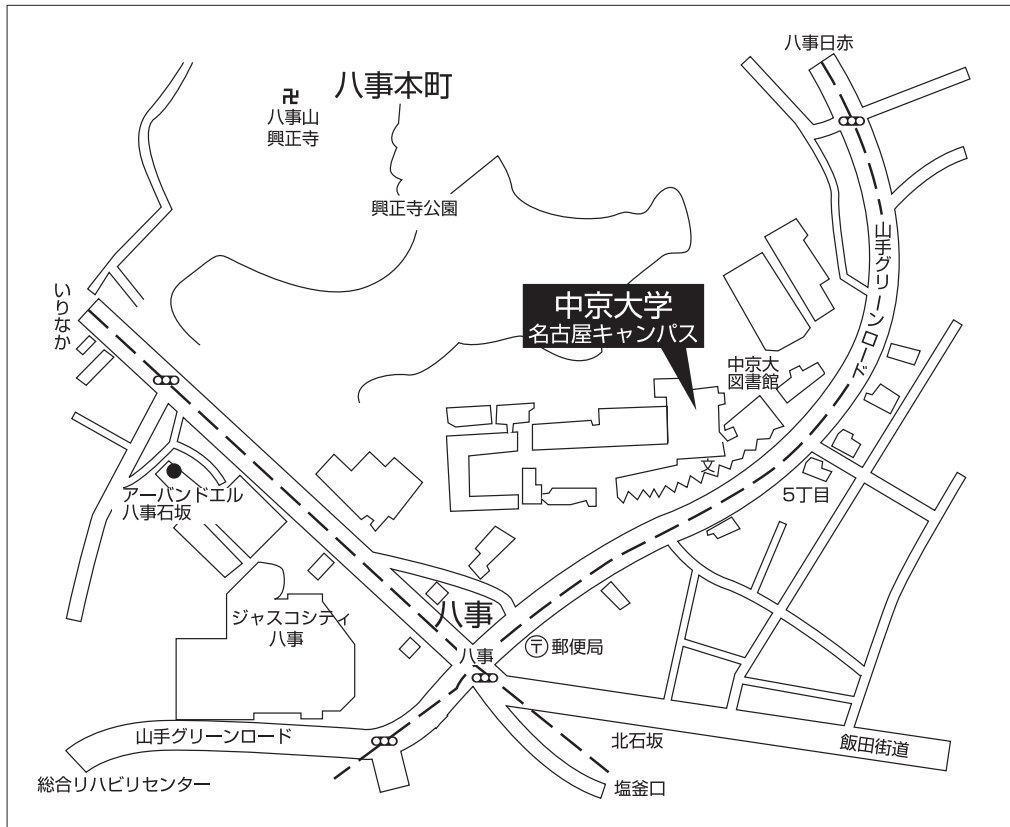 八事日赤
八事本町
卍
八事山
興正寺
興正寺公園
山手グリーンロード
いりなか
中京大学
名古屋キャンパス
中京大
図書館
文
アーバンドエル
八事石坂
5丁目
ジャスコシティ
八事
八事
八事
〒郵便局
山手グリーンロード
北石坂
飯田街道
総合リハビリセンター
塩釜口